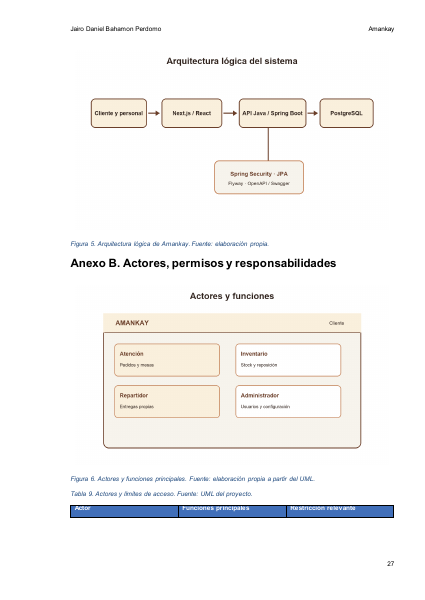 Jairo Daniel Bahamon Perdomo Amankay
Arquitectura lógica del sistema
Cliente y personal Next.js / React API Java / Spring Boot PostgreSQL
Spring Security · JPA
Flyway · OpenAPI / Swagger
Figura 5. Arquitectura lógica de Amankay. Fuente: elaboración propia.
Anexo B. Actores, permisos y responsabilidades
Actores y funciones
AMANKAY Cliente
Atención Inventario
Pedidos y mesas Stock y reposición
Repartidor Administrador
Entregas propias Usuarios y configuración
Figura 6. Actores y funciones principales. Fuente: elaboración propia a partir del UML.
Tabla 9. Actores y límites de acceso. Fuente: UML del proyecto.
Actor Funciones principales Restricción relevante
27